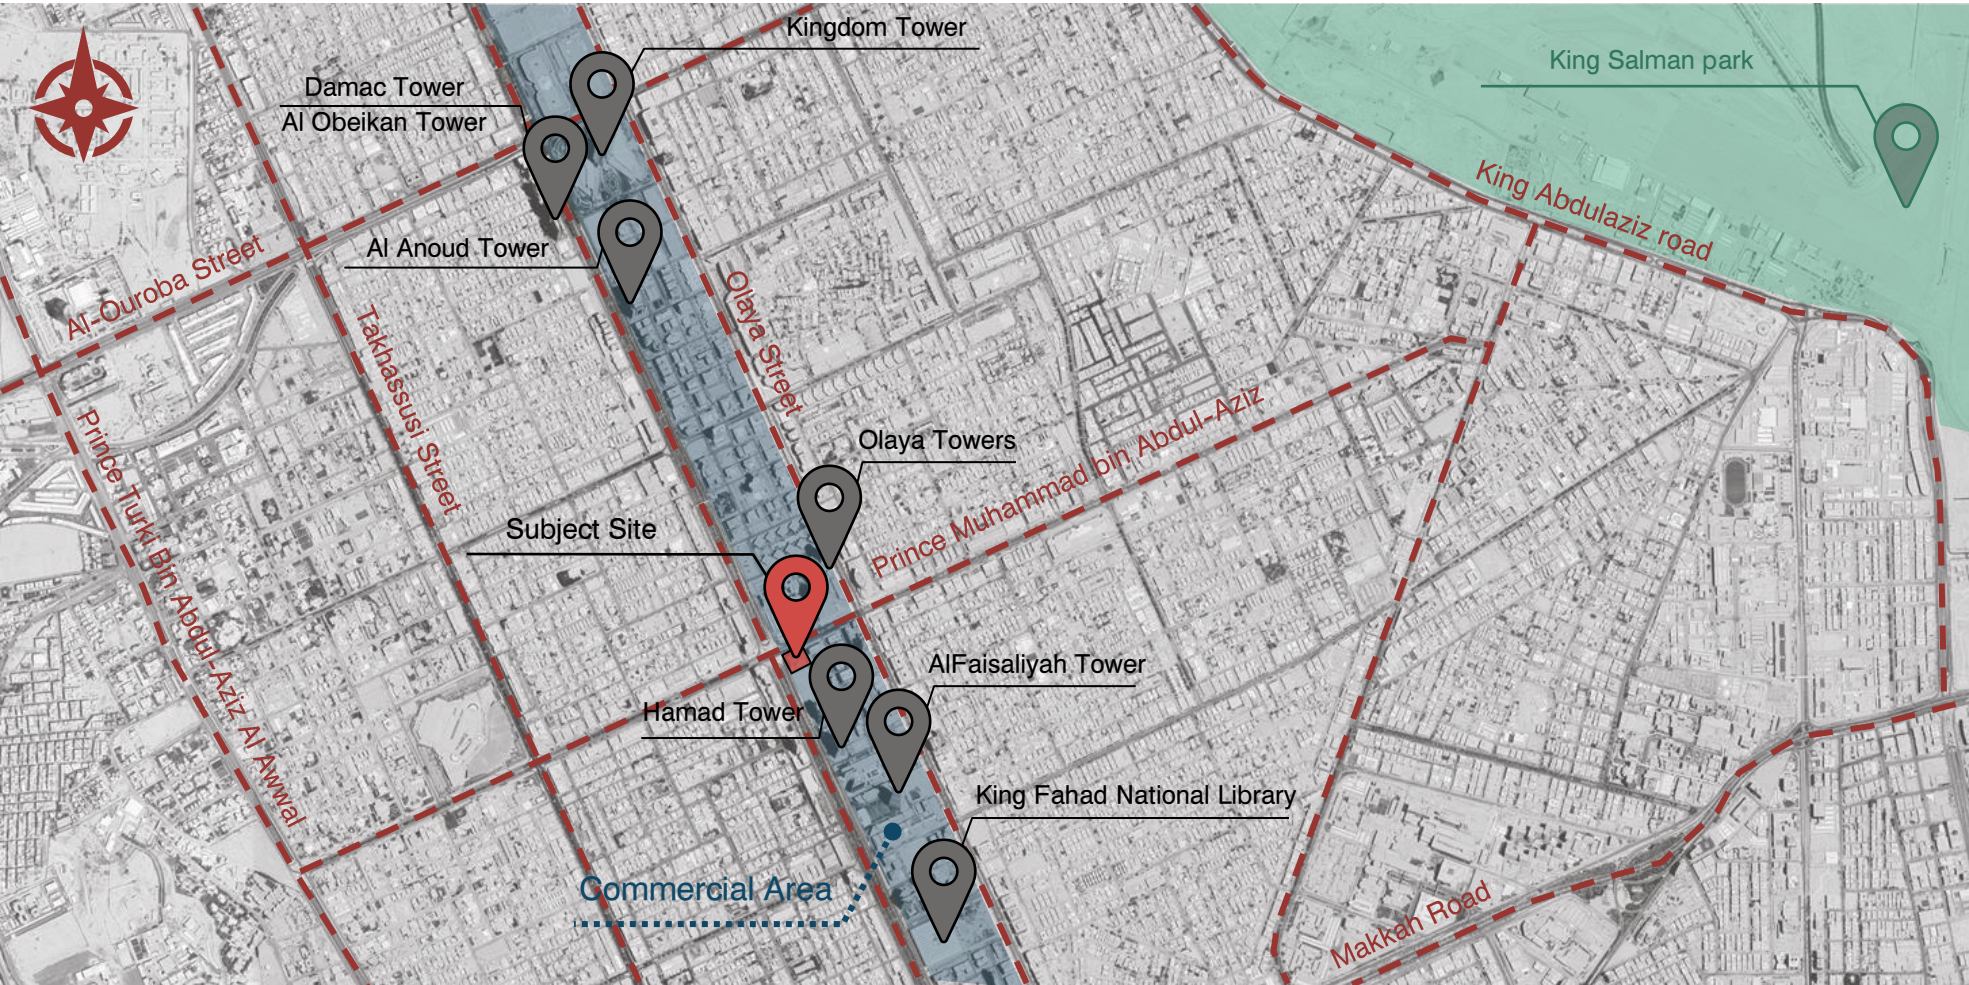 Kingdom Tower
King Salman park
Damac Tower
Al Obeikan Tower
King Abdulaziz road
Al Anoud Tower
Al-Ouroba Street
Olaya Street
Takhassusi Street
Prince Muhammad bin Abdul-Aziz
Prince Turki Bin Abdul-Aziz Al Awwal
Olaya Towers
Subject Site
AlFaisaliyah Tower
Hamad Tower
King Fahad National Library
Commercial Area
Makkah Road